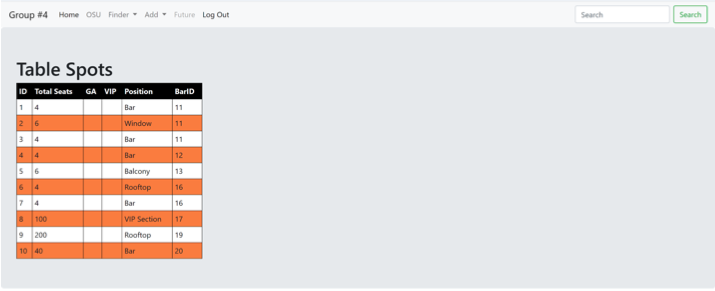 Group #4 Home OSU Finder Add Future Log Out Search Search
Table Spots
ID Total Seats GA VIP Position BarID
1 4 Bar 11
2 6 Window 11
3 4 Bar 11
4 4 Bar 12
5 6 Balcony 13
6 4 Rooftop 16
7 4 Bar 16
8 100 VIP Section 17
9 200 Rooftop 19
10 40 Bar 20